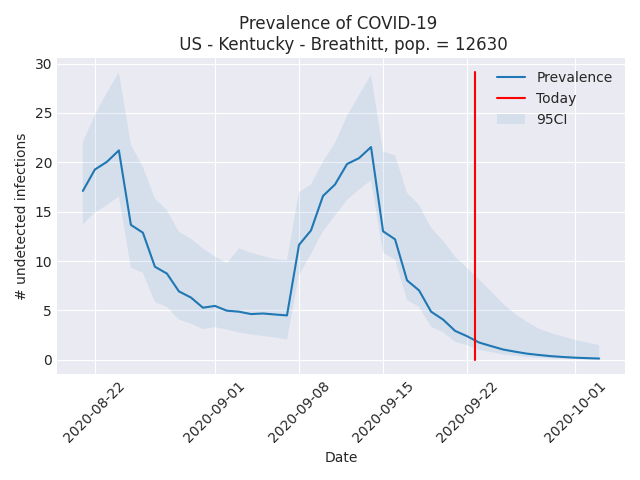 Prevalence of COVID-19
US - Kentucky - Breathitt, pop. = 12630
30
25
20
15
10
5
0
# undetected infections
Prevalence
Today
95CI
2020-08-22
2020-09-01
2020-09-08
2020-09-15
2020-09-22
2020-10-01
Date